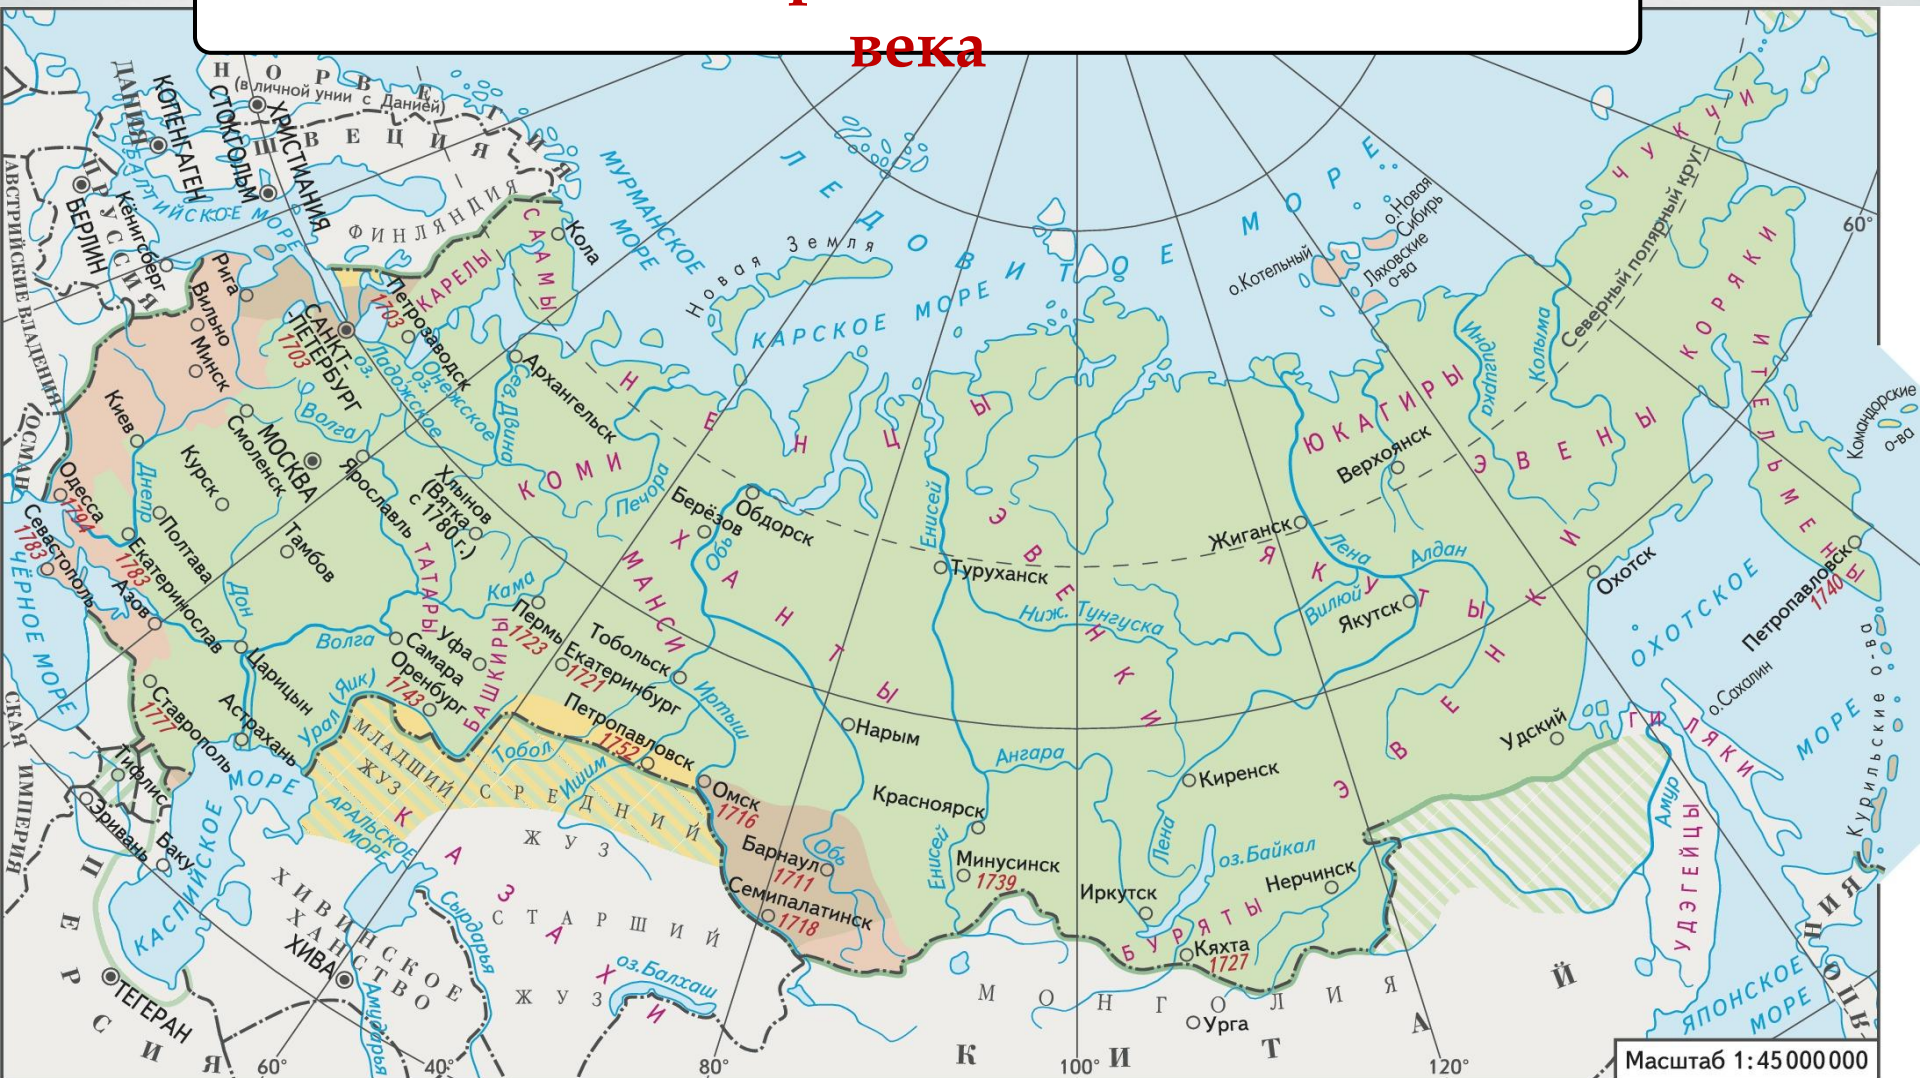 века
НОРВЕГИЯ
(в личной унии с Данией)
ДАНИЯ
КОПЕНГАГЕН
СТОКГОЛЬМ
ХРИСТИАНИЯ
ШВЕЦИЯ
ФИНЛЯНДИЯ
БАЛТИЙСКОЕ МОРЕ
ПРУССИЯ
БЕРЛИН
Кёнигсберг
АВСТРИЙСКИЕ ВЛАДЕНИЯ
ОСМАНСКАЯ ИМПЕРИЯ
МУРМАНСКОЕ
МОРЕ
ЛЕДОВИТОЕ МОРЕ
КАРСКОЕ МОРЕ
Новая Земля
о.Котельный
о.Новая
Сибирь
Ляховские
о-ва
Северный полярный круг
60°
ЧУКЧИ
КОРЯКИ
ИТЕЛЬМЕНЫ
Командорские
о-ва
САМЫ
Кола
КАРЕЛЫ
Рига
Вильно
Минск
САНКТ-
ПЕТЕРБУРГ
1703
Петрозаводск
1703
Ладожское
оз.
Онежское
оз.
Архангельск
Сев.Двина
НЕНЦЫ
КОМИ
Печора
Киев
Смоленск
МОСКВА
Волга
Ярославль
Хлынов
(Вятка
с 1780 г.)
Курск
Тамбов
Днепр
Одесса
1794
Севастополь
1783
Полтава
Екатеринослав
1783
Азов
Дон
ЧЁРНОЕ МОРЕ
ТАТАРЫ
Кама
Пермь
1723
Волга
Самара
Уфа
БАШКИРЫ
Оренбург
1743
Царицын
Астрахань
Урал (Яик)
Ставрополь
1777
Тифлис
Эривань
Баку
КАСПИЙСКОЕ МОРЕ
ПЕРСИЯ
ТЕГЕРАН
Берёзов
Обдорск
Обь
ХАНТЫ
МАНСИ
Тобольск
Екатеринбург
1721
Петропавловск
1752
Иртыш
Тобол
Ишим
МЛАДШИЙ
ЖУЗ
СРЕДНИЙ
ЖУЗ
СТАРШИЙ
ЖУЗ
КАЗАХИ
АРАЛЬСКОЕ
МОРЕ
ХИВИНСКОЕ
ХАНСТВО
ХИВА
Сырдарья
Амударья
оз.Балхаш
Омск
1716
Барнаул
1711
Семипалатинск
1718
Обь
Нарым
Енисей
Туруханск
Ниж. Тунгуска
ЭВЕНКИ
Ангара
Красноярск
Енисей
Минусинск
1739
Киренск
Лена
оз.Байкал
Иркутск
Нерчинск
БУРЯТЫ
Кяхта
1727
Урга
МОНГОЛИЯ
КИТАЙ
ЮКАГИРЫ
Индигирка
Колыма
Верхоянск
ЭВЕНЫ
Жиганск
Лена
Алдан
Вилюй
Якутск
ЯКУТЫ
ЭВЕНКИ
Охотск
Удский
ОХОТСКОЕ
МОРЕ
Петропавловск
1740
о.Сахалин
ГИЛЯКИ
Амур
УДЭГЕЙЦЫ
Курильские о-ва
ЯПОНСКОЕ
МОРЕ
60°
40°
80°
100°
120°
Масштаб 1:45000000